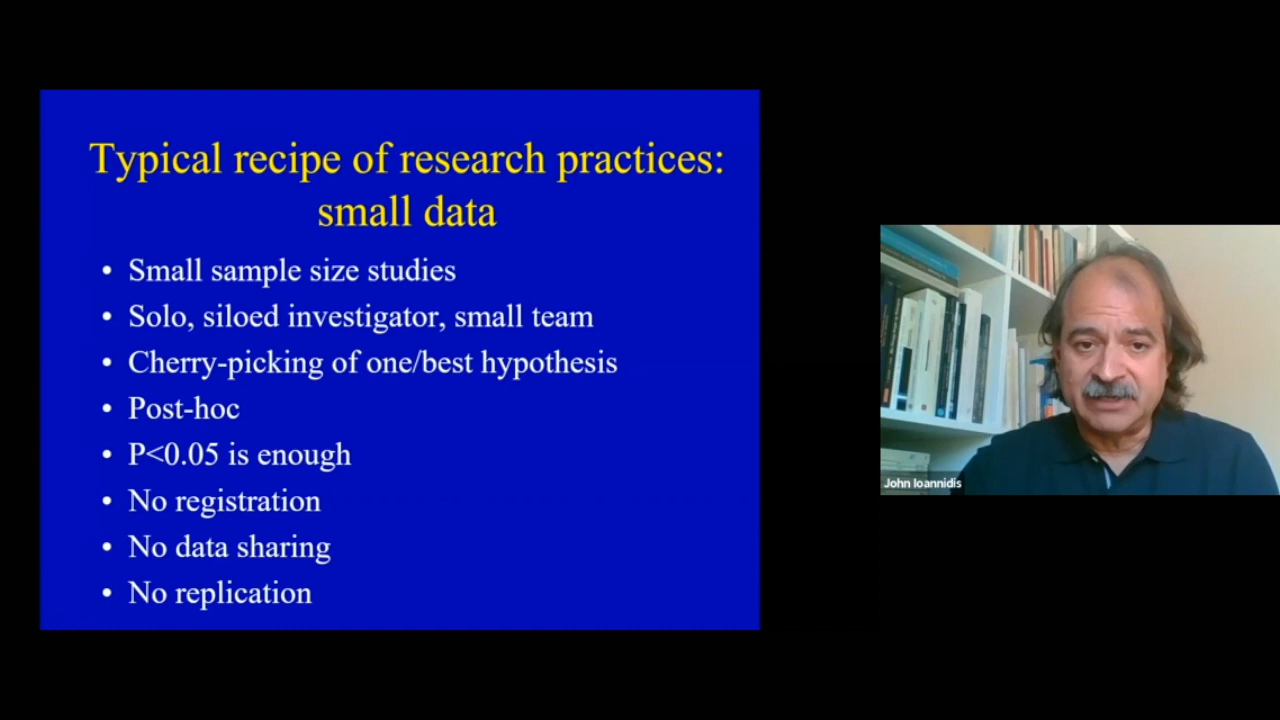 Typical recipe of research practices:
small data
• Small sample size studies
• Solo, siloed investigator, small team
• Cherry-picking of one/best hypothesis
• Post-hoc
• P<0.05 is enough
• No registration
• No data sharing
• No replication
John Ioannidis